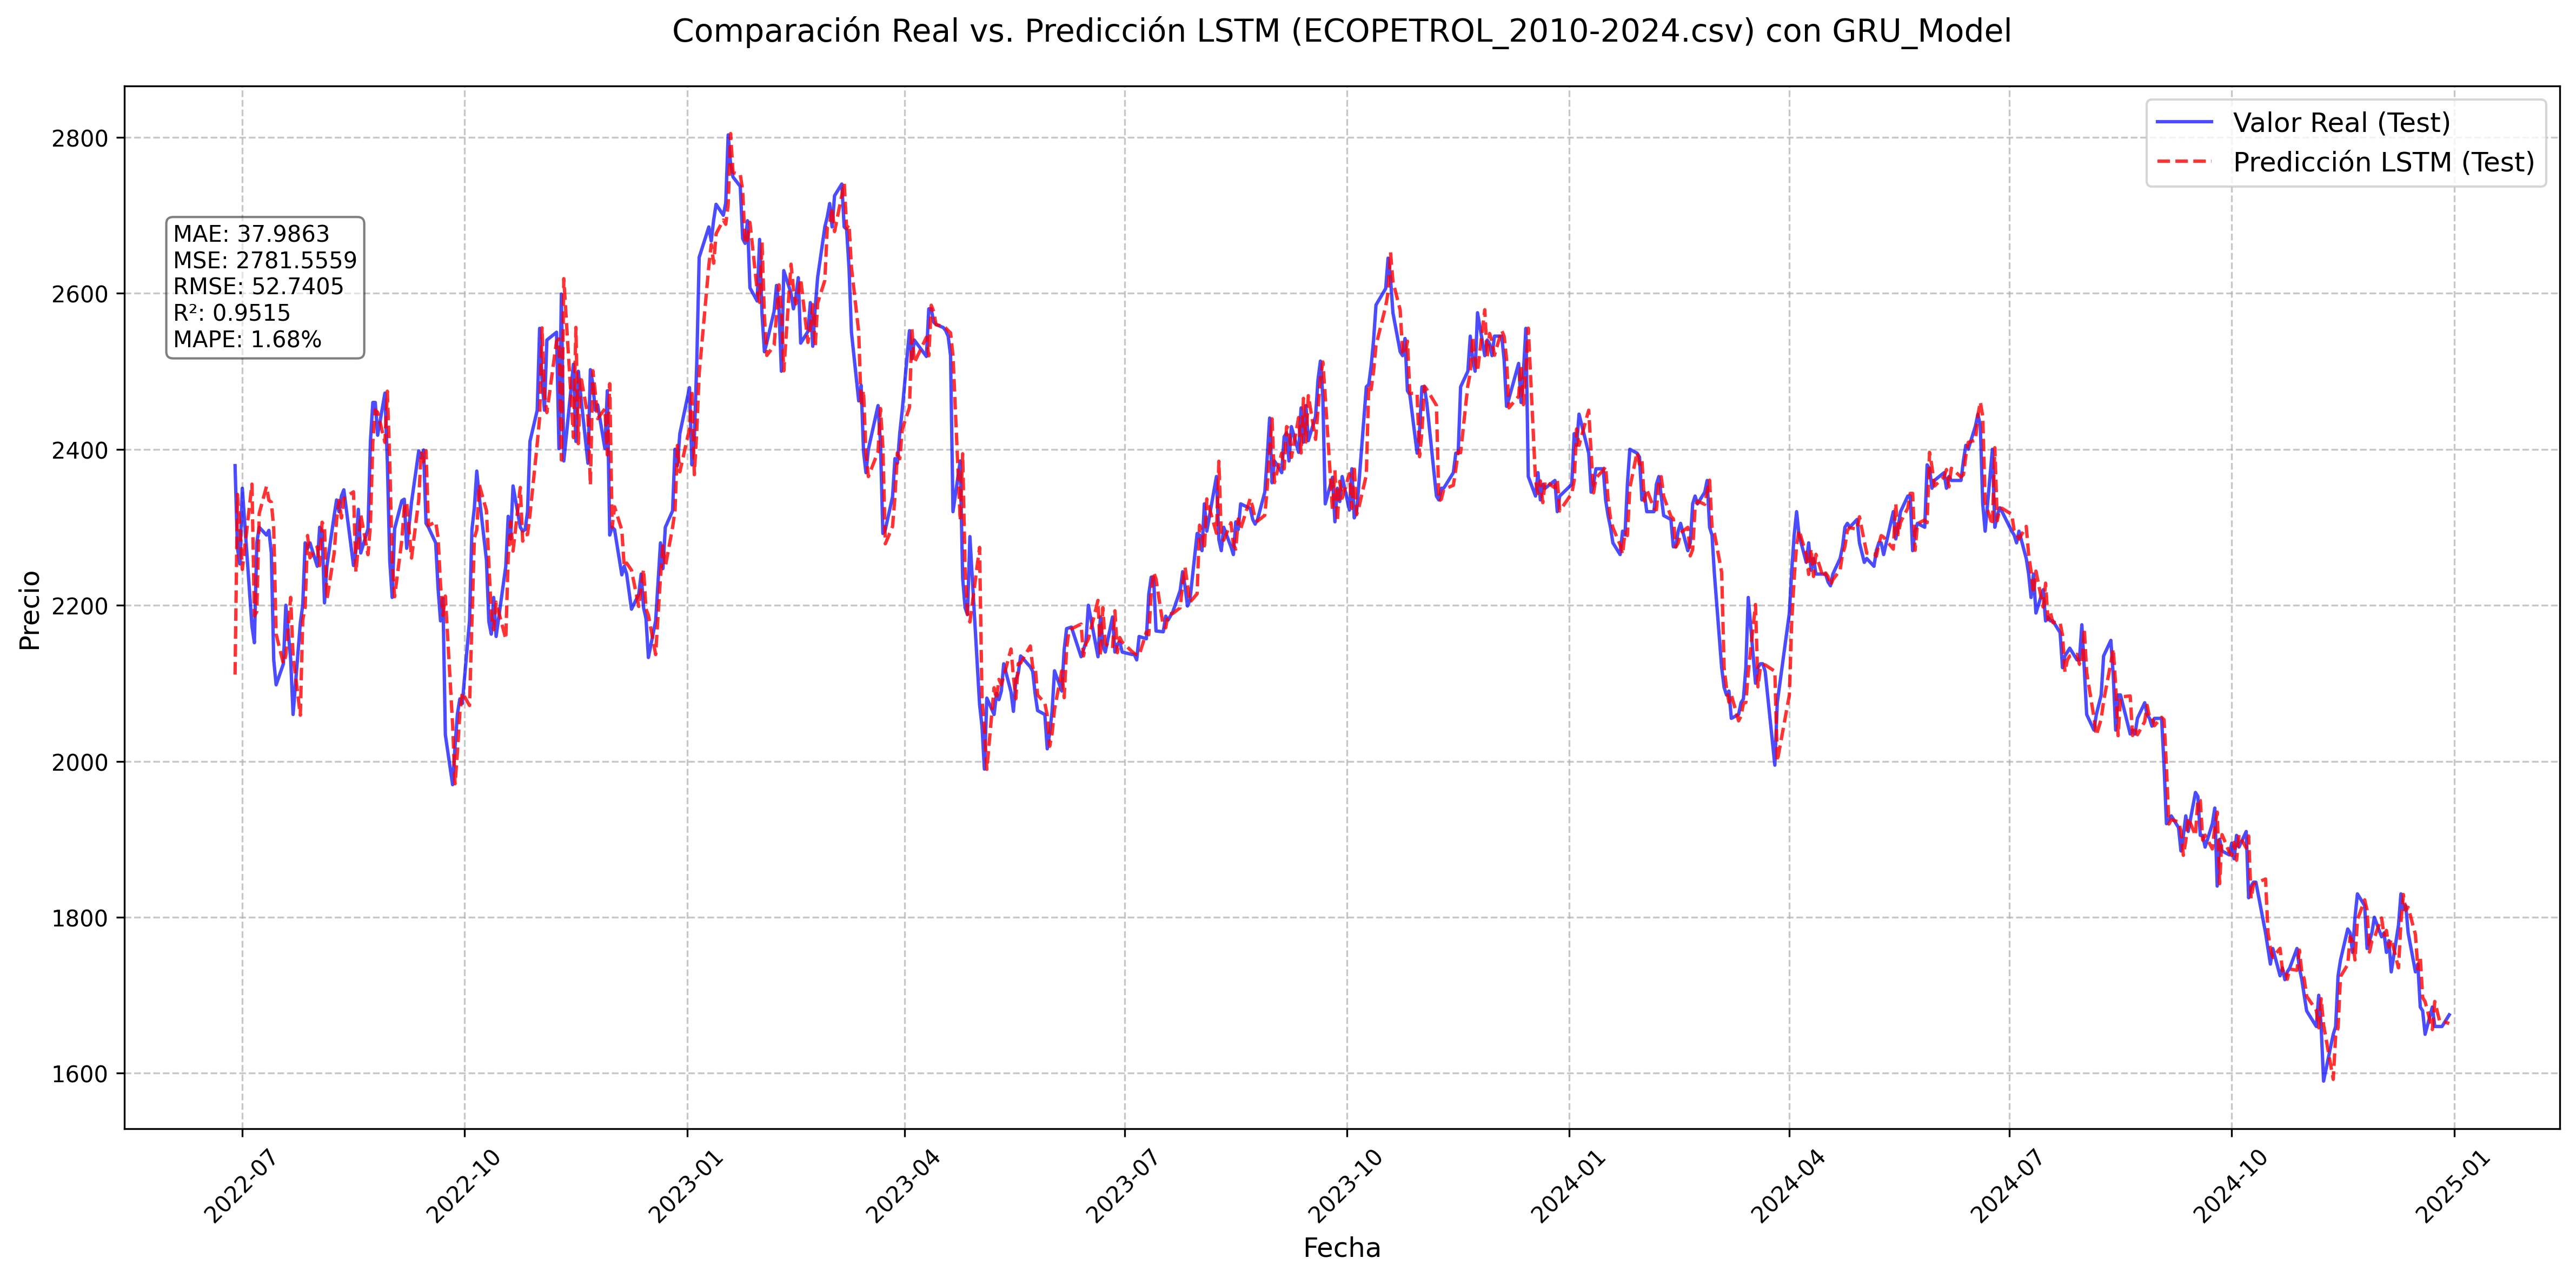 Comparación Real vs. Predicción LSTM (ECOPETROL_2010-2024.csv) con GRU_Model
Valor Real (Test)
Predicción LSTM (Test)
MAE: 37.9863
MSE: 2781.5559
RMSE: 52.7405
R²: 0.9515
MAPE: 1.68%
Precio
2800
2600
2400
2200
2000
1800
1600
2022-07
2022-10
2023-01
2023-04
2023-07
2023-10
2024-01
2024-04
2024-07
2024-10
2025-01
Fecha